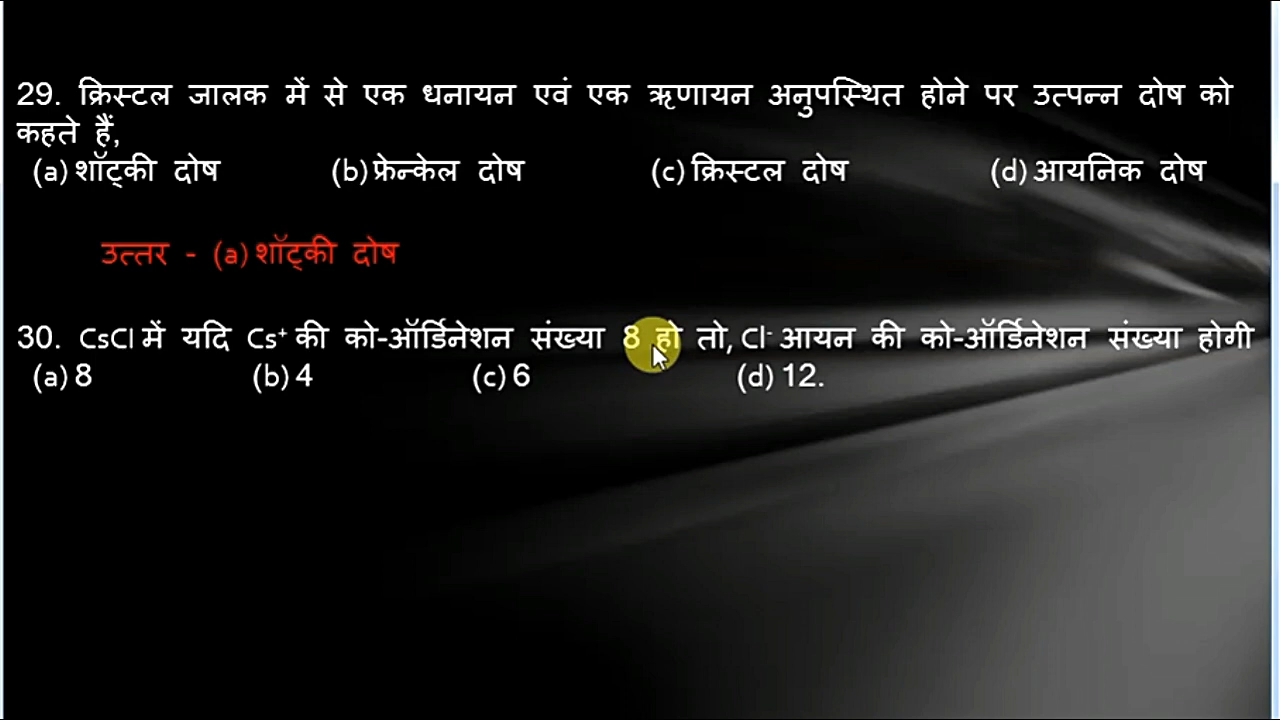 29. क्रिस्टल जालक में से एक धनायन एवं एक ऋणायन अनुपस्थित होने पर उत्पन्न दोष को
कहते हैं,
(a) शॉट्की दोष (b) फ्रेन्केल दोष (c) क्रिस्टल दोष (d) आयनिक दोष
उत्तर - (a) शॉट्की दोष
30. CsCl में यदि Cs⁺ की को-ऑर्डिनेशन संख्या 8 हो तो, Cl⁻ आयन की को-ऑर्डिनेशन संख्या होगी
(a) 8 (b) 4 (c) 6 (d) 12.